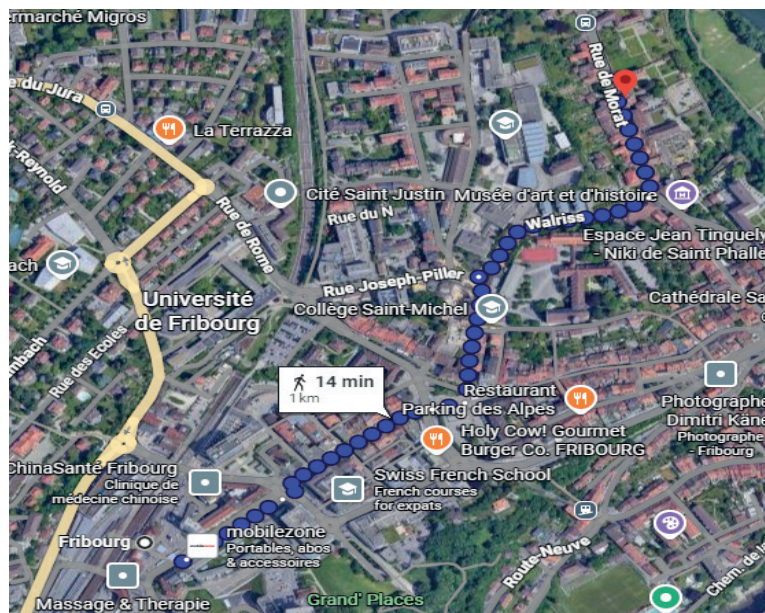 permarché Migros
e du Jura
La Terrazza
k-Reynold
Rue de Morat
Cité Saint Justin
Musée d'art et d'histoire
Rue du N
Rue de Rome
Walriss
Espace Jean Tinguely
- Niki de Saint Phalle
ach
Rue Joseph-Piller
Université
de Fribourg
Collège Saint-Michel
Cathédrale Sa
mbach
Rue des Ecoles
14 min
1 km
Restaurant
Parking des Alpes
Photographe
Dimitri Käne
Photographe
- Fribourg
Holy Cow! Gourmet
Burger Co. FRIBOURG
ChinaSanté Fribourg
Clinique de
médecine chinoise
Swiss French School
French courses
for expats
mobilezone
Portables, abos
& accessoires
Fribourg
Route-Neuve
Chem. de la
Massage & Therapie
Grand' Places